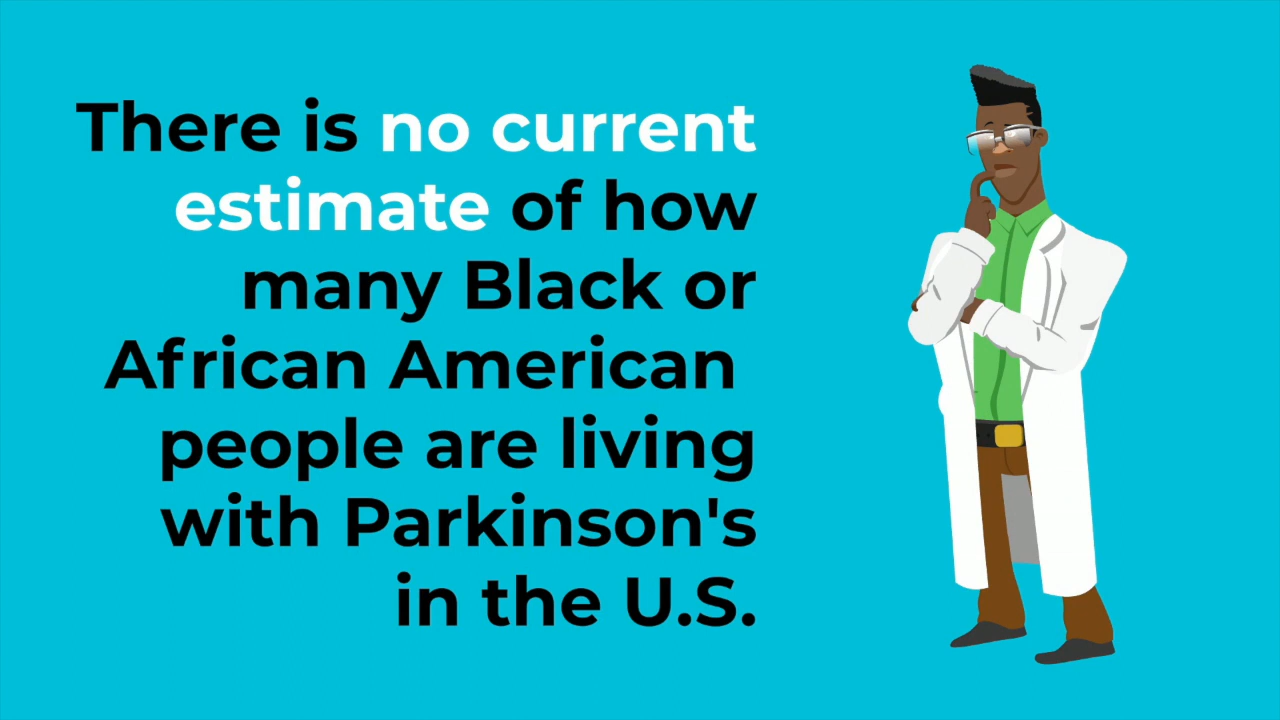 There is no current
estimate of how
many Black or
African American
people are living
with Parkinson's
in the U.S.